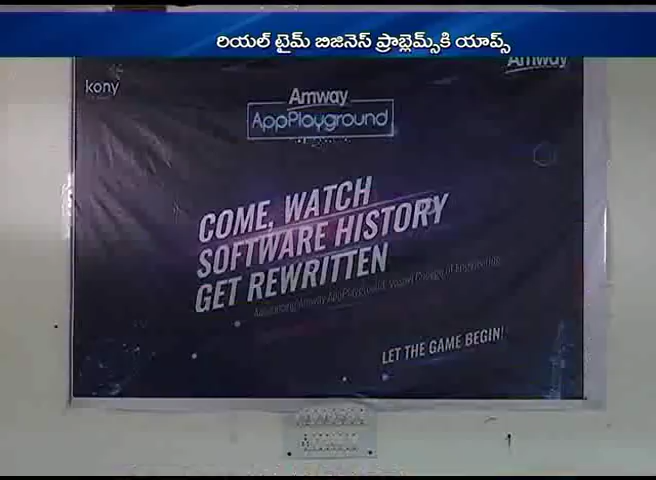 రియల్ టైమ్ బిజినెస్ ప్రాబ్లెమ్స్‌కి యాప్స్
Amway
kony
Amway
AppPlayground
COME, WATCH
SOFTWARE HISTORY
GET REWRITTEN
LET THE GAME BEGIN!